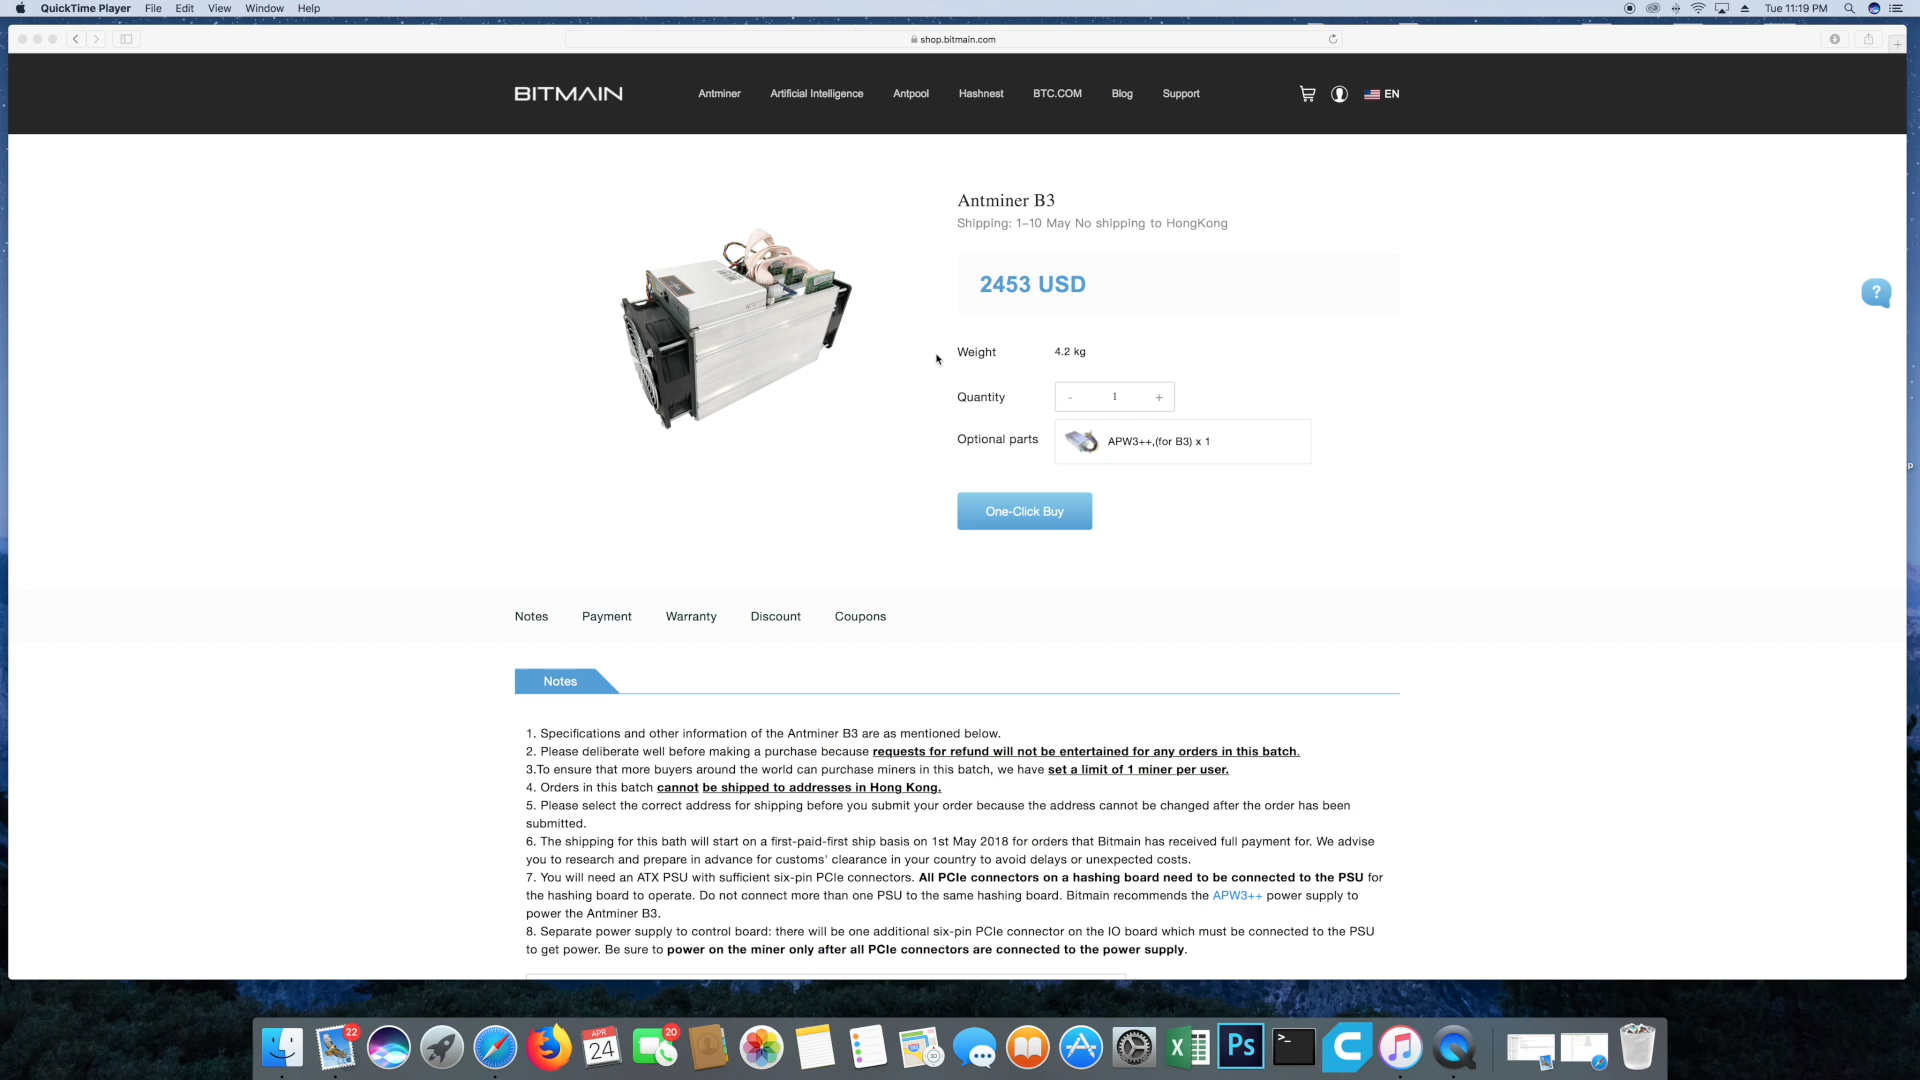 QuickTime Player File Edit View Window Help
Tue 11:19 PM
shop.bitmain.com
BITMAIN
Antminer Artificial Intelligence Antpool Hashnest BTC.COM Blog Support
EN
Antminer B3
Shipping: 1–10 May No shipping to HongKong
2453 USD
?
Weight 4.2 kg
Quantity - 1 +
Optional parts APW3++,(for B3) x 1
One-Click Buy
Notes Payment Warranty Discount Coupons
Notes
1. Specifications and other information of the Antminer B3 are as mentioned below.
2. Please deliberate well before making a purchase because requests for refund will not be entertained for any orders in this batch.
3.To ensure that more buyers around the world can purchase miners in this batch, we have set a limit of 1 miner per user.
4. Orders in this batch cannot be shipped to addresses in Hong Kong.
5. Please select the correct address for shipping before you submit your order because the address cannot be changed after the order has been
submitted.
6. The shipping for this bath will start on a first-paid-first ship basis on 1st May 2018 for orders that Bitmain has received full payment for. We advise
you to research and prepare in advance for customs' clearance in your country to avoid delays or unexpected costs.
7. You will need an ATX PSU with sufficient six-pin PCIe connectors. All PCIe connectors on a hashing board need to be connected to the PSU for
the hashing board to operate. Do not connect more than one PSU to the same hashing board. Bitmain recommends the APW3++ power supply to
power the Antminer B3.
8. Separate power supply to control board: there will be one additional six-pin PCIe connector on the IO board which must be connected to the PSU
to get power. Be sure to power on the miner only after all PCIe connectors are connected to the power supply.
22
APR
24
20
Ps